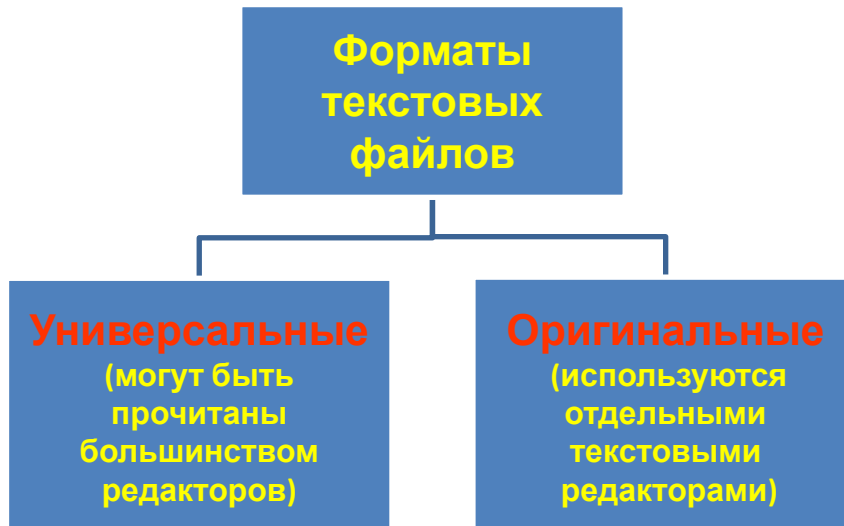 Форматы
текстовых
файлов
Универсальные
(могут быть
прочитаны
большинством
редакторов)
Оригинальные
(используются
отдельными
текстовыми
редакторами)